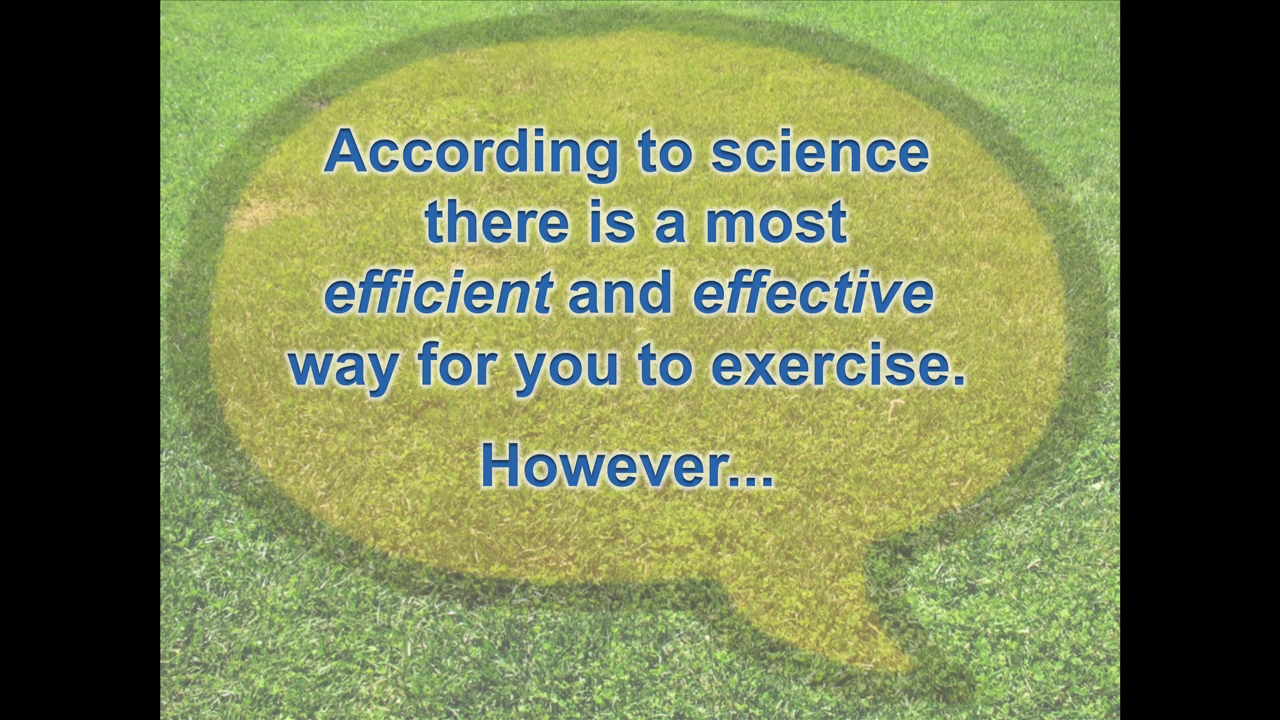 According to science
there is a most
efficient and effective
way for you to exercise.
However...